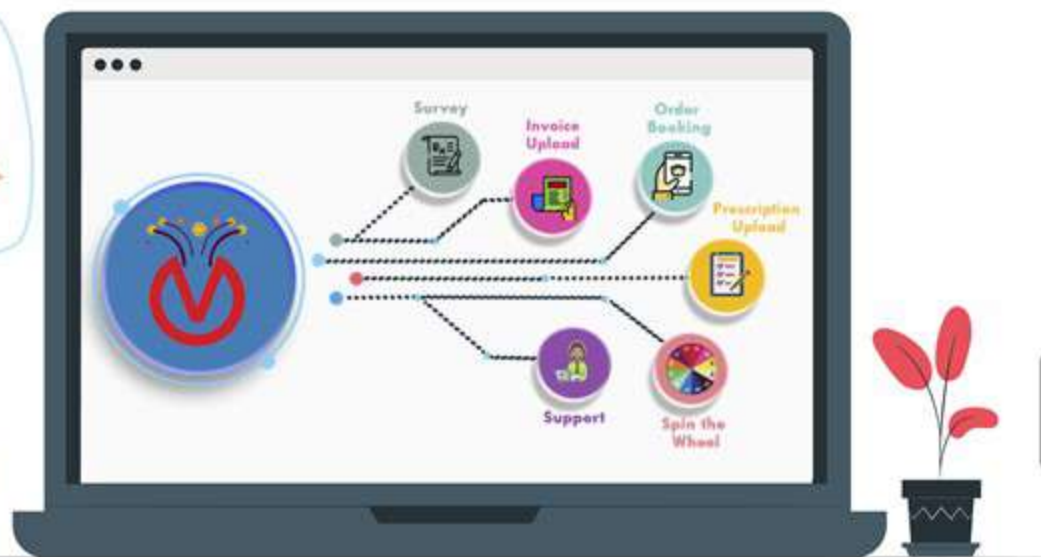 Survey
Invoice
Upload
Order
Booking
Prescription
Upload
Support
Spin the
Wheel